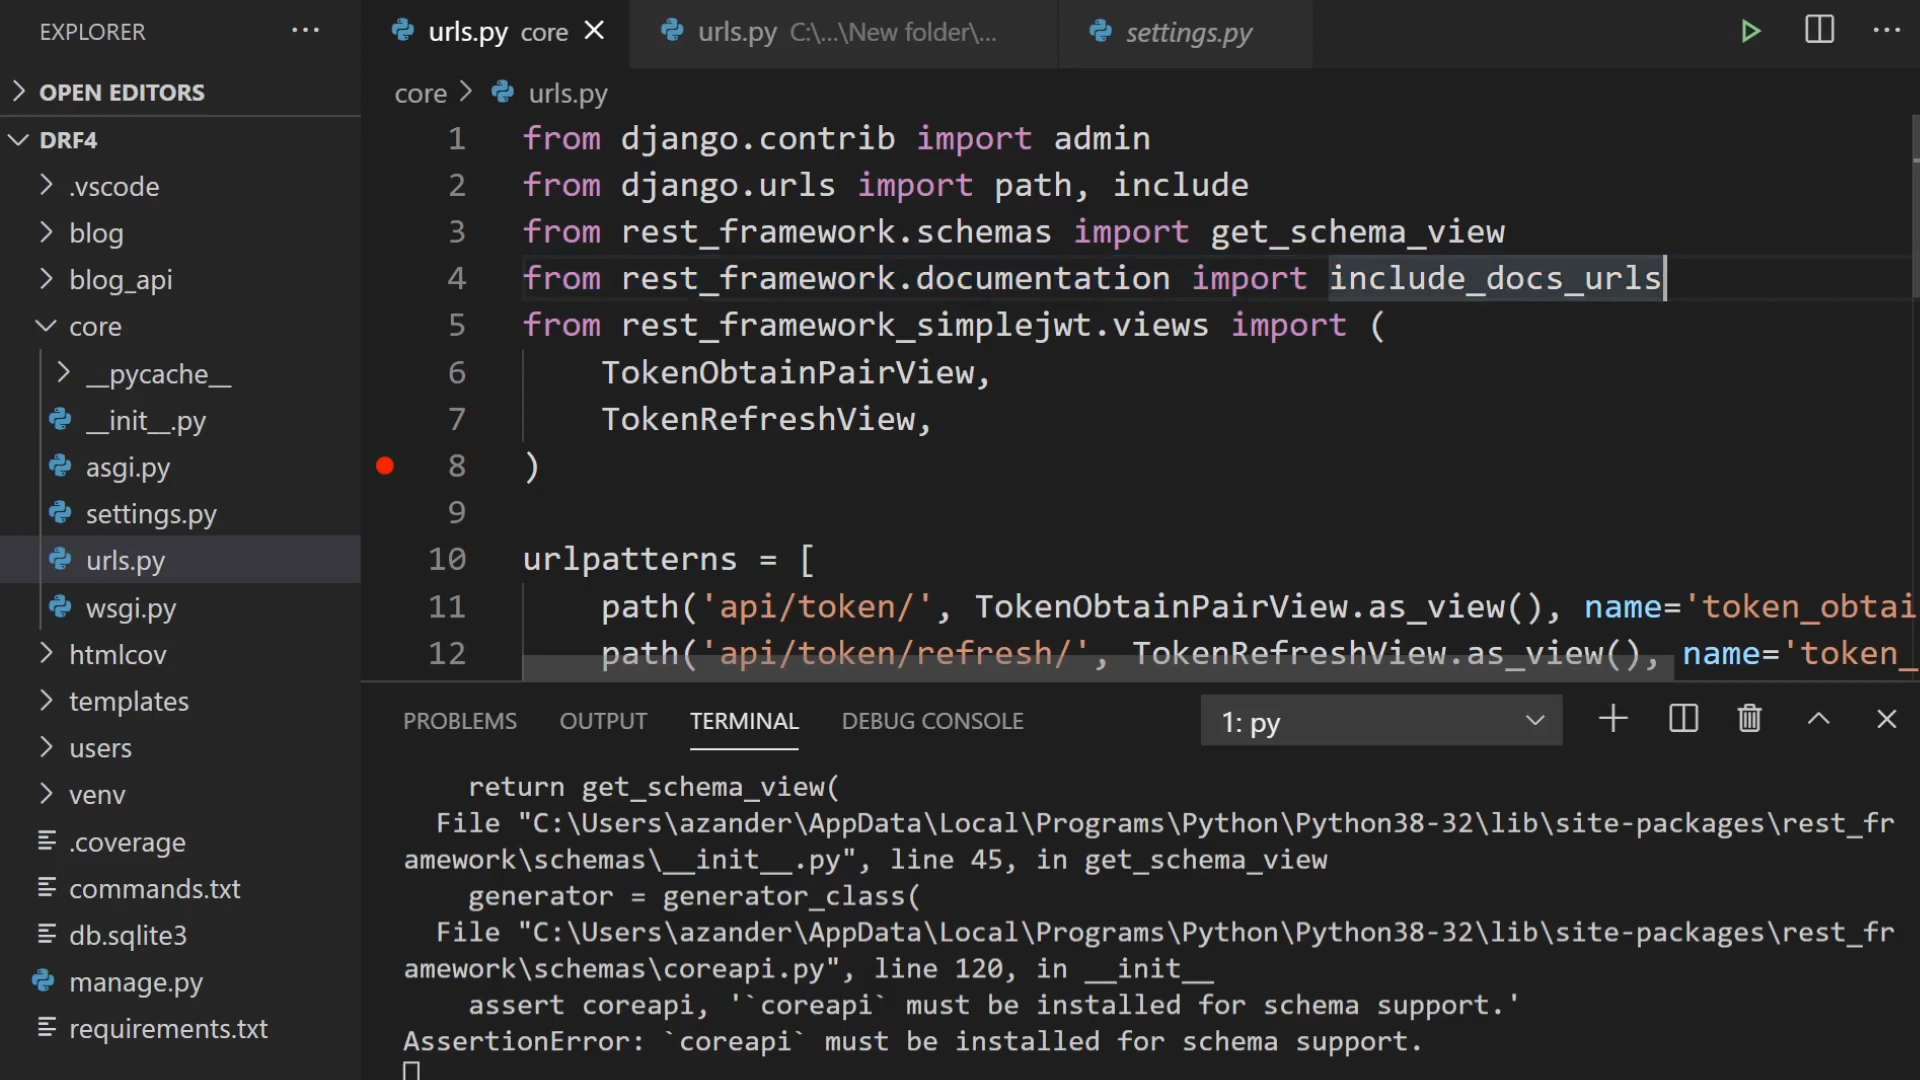 EXPLORER
OPEN EDITORS
DRF4
.vscode
blog
blog_api
core
__pycache__
__init__.py
asgi.py
settings.py
urls.py
wsgi.py
htmlcov
templates
users
venv
.coverage
commands.txt
db.sqlite3
manage.py
requirements.txt
urls.py core
urls.py C:\...\New folder\...
settings.py
core > urls.py
1 from django.contrib import admin
2 from django.urls import path, include
3 from rest_framework.schemas import get_schema_view
4 from rest_framework.documentation import include_docs_urls
5 from rest_framework_simplejwt.views import (
6     TokenObtainPairView,
7     TokenRefreshView,
8 )
9
10 urlpatterns = [
11     path('api/token/', TokenObtainPairView.as_view(), name='token_obtai
12     path('api/token/refresh/', TokenRefreshView.as_view(), name='token_
PROBLEMS OUTPUT TERMINAL DEBUG CONSOLE 1: py
    return get_schema_view(
  File "C:\Users\azander\AppData\Local\Programs\Python\Python38-32\lib\site-packages\rest_fr
amework\schemas\__init__.py", line 45, in get_schema_view
    generator = generator_class(
  File "C:\Users\azander\AppData\Local\Programs\Python\Python38-32\lib\site-packages\rest_fr
amework\schemas\coreapi.py", line 120, in __init__
    assert coreapi, '`coreapi` must be installed for schema support.'
AssertionError: `coreapi` must be installed for schema support.